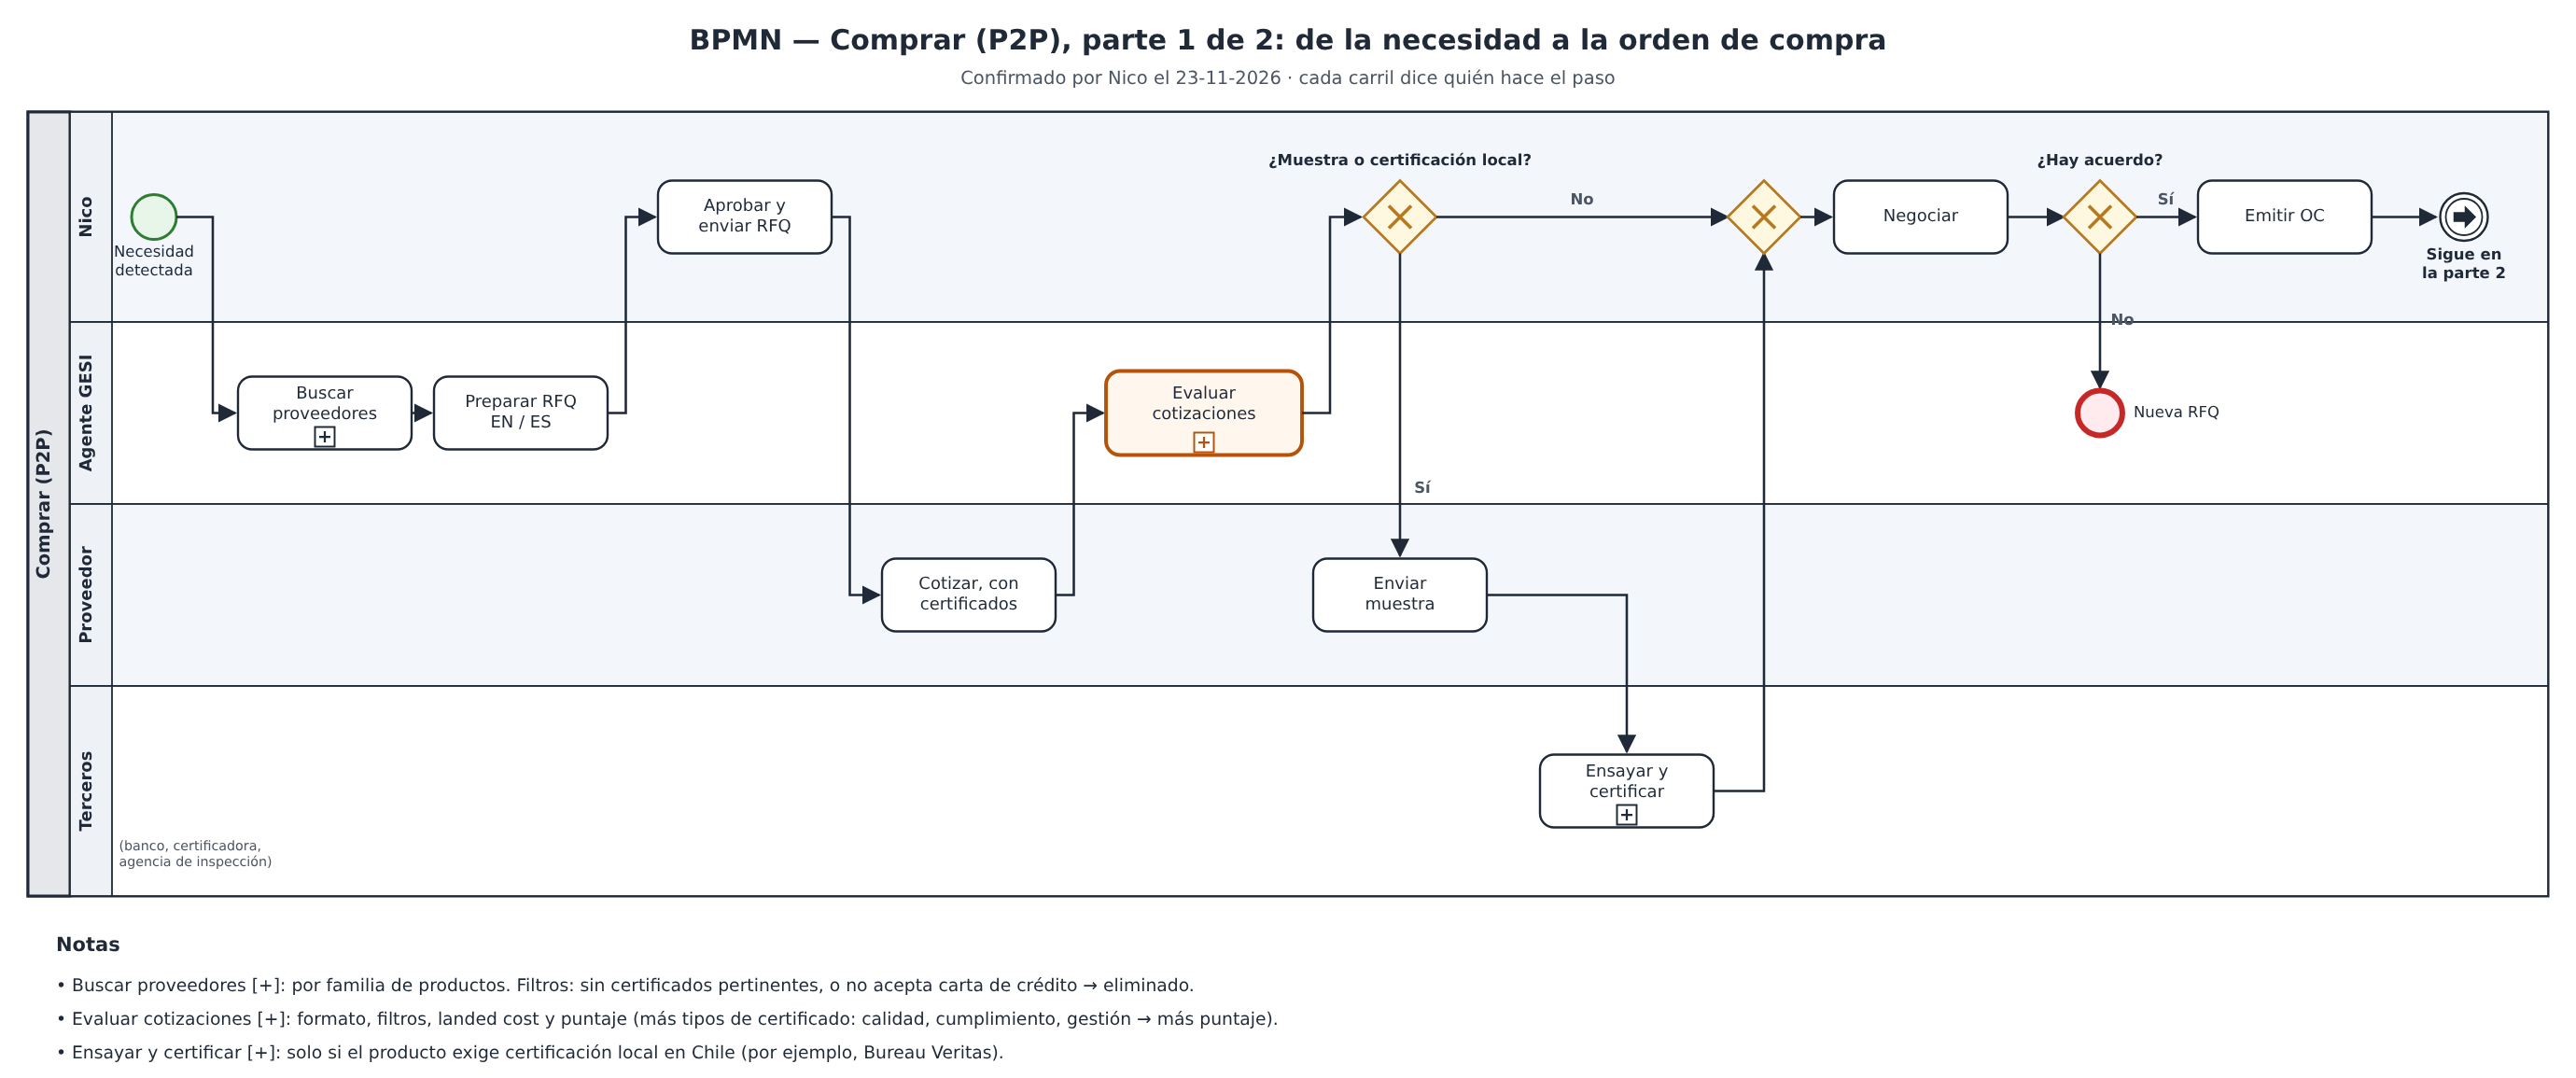 BPMN — Comprar (P2P), parte 1 de 2: de la necesidad a la orden de compra
Confirmado por Nico el 23-11-2026 · cada carril dice quién hace el paso
Comprar (P2P)
Nico
Necesidad
detectada
Aprobar y
enviar RFQ
¿Muestra o certificación local?
No
Negociar
¿Hay acuerdo?
Sí
Emitir OC
Sigue en
la parte 2
No
Agente GESI
Buscar
proveedores
Preparar RFQ
EN / ES
Evaluar
cotizaciones
Sí
Nueva RFQ
Proveedor
Cotizar, con
certificados
Enviar
muestra
Terceros
(banco, certificadora,
agencia de inspección)
Ensayar y
certificar
Notas
• Buscar proveedores [+]: por familia de productos. Filtros: sin certificados pertinentes, o no acepta carta de crédito → eliminado.
• Evaluar cotizaciones [+]: formato, filtros, landed cost y puntaje (más tipos de certificado: calidad, cumplimiento, gestión → más puntaje).
• Ensayar y certificar [+]: solo si el producto exige certificación local en Chile (por ejemplo, Bureau Veritas).